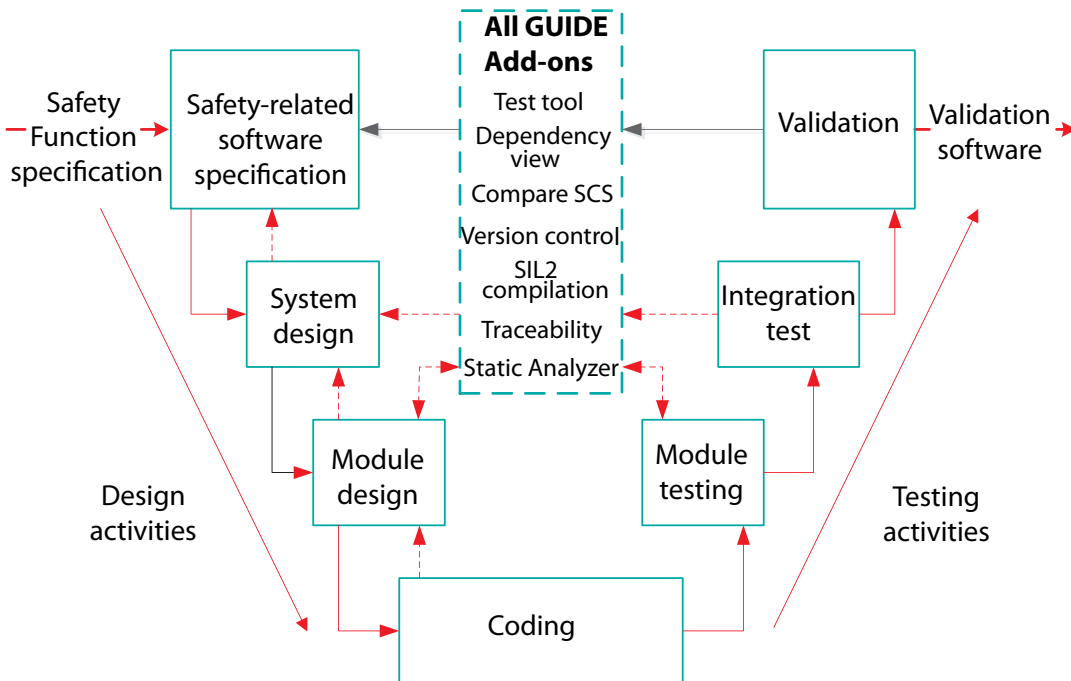 All GUIDE
Add-ons
Test tool
Dependency
view
Compare SCS
Version control
SIL2
compilation
Traceability
Static Analyzer
Safety
Function
specification
Safety-related
software
specification
Validation
Validation
software
System
design
Integration
test
Module
design
Module
testing
Design
activities
Testing
activities
Coding